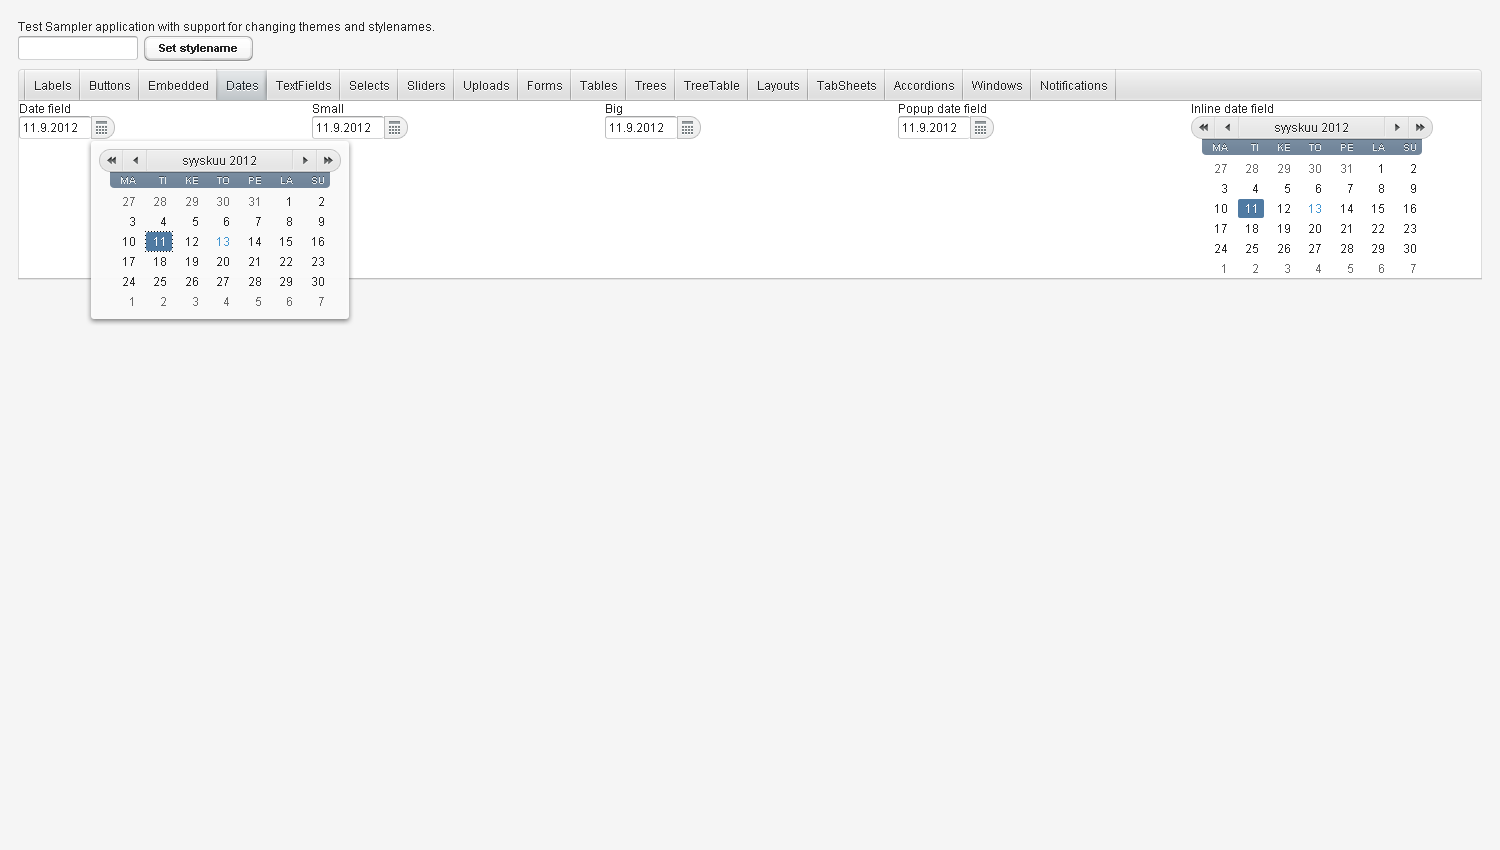 Test Sampler application with support for changing themes and stylenames.
Set stylename
Labels Buttons Embedded Dates TextFields Selects Sliders Uploads Forms Tables Trees TreeTable Layouts TabSheets Accordions Windows Notifications
Date field Small Big Popup date field Inline date field
11.9.2012 11.9.2012 11.9.2012 11.9.2012 syyskuu 2012
MA TI KE TO PE LA SU
27 28 29 30 31 1 2
3 4 5 6 7 8 9
10 11 12 13 14 15 16
17 18 19 20 21 22 23
24 25 26 27 28 29 30
1 2 3 4 5 6 7
syyskuu 2012
MA TI KE TO PE LA SU
27 28 29 30 31 1 2
3 4 5 6 7 8 9
10 11 12 13 14 15 16
17 18 19 20 21 22 23
24 25 26 27 28 29 30
1 2 3 4 5 6 7